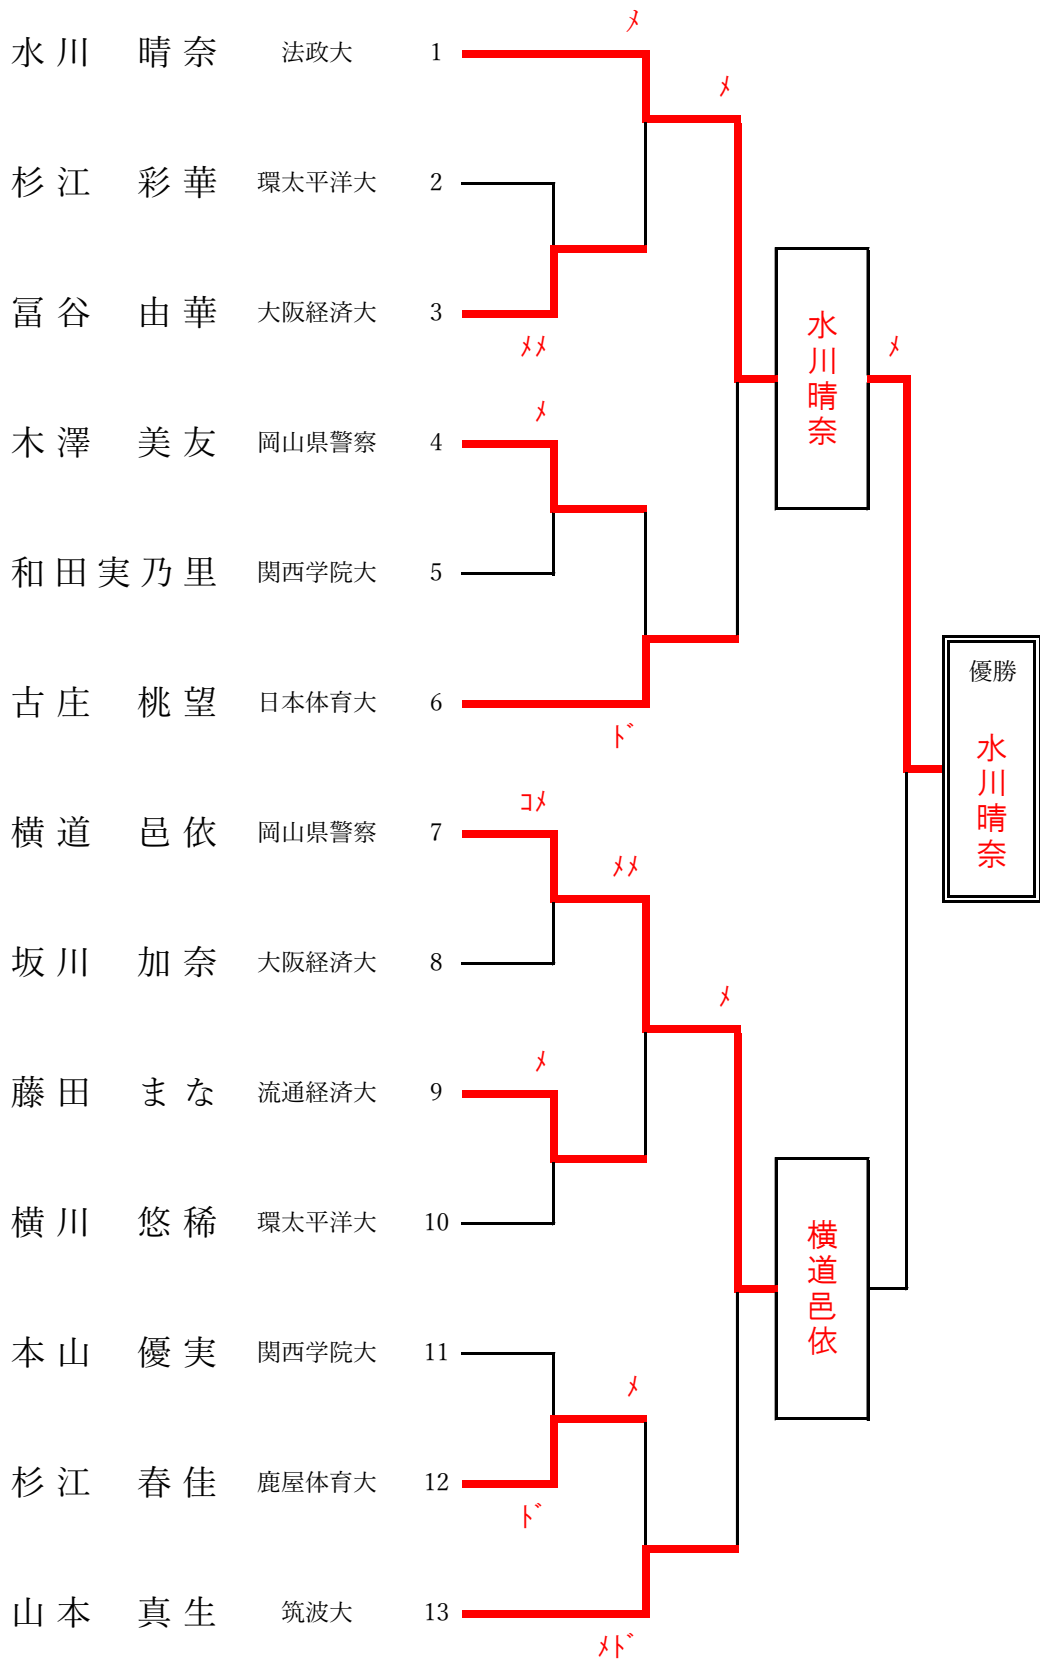 ﾒ
水川 晴奈 法政大 1
ﾒ
杉江 彩華 環太平洋大 2
冨谷 由華 大阪経済大 3
ﾒﾒ
水川晴奈
ﾒ
ﾒ
木澤 美友 岡山県警察 4
和田実乃里 関西学院大 5
古庄 桃望 日本体育大 6
ﾄﾞ
優勝
水川晴奈
ｺﾒ
横道 邑依 岡山県警察 7
ﾒﾒ
坂川 加奈 大阪経済大 8
ﾒ
ﾒ
藤田 まな 流通経済大 9
横川 悠稀 環太平洋大 10
横道邑依
本山 優実 関西学院大 11
ﾒ
杉江 春佳 鹿屋体育大 12
ﾄﾞ
山本 真生 筑波大 13
ﾒﾄﾞ